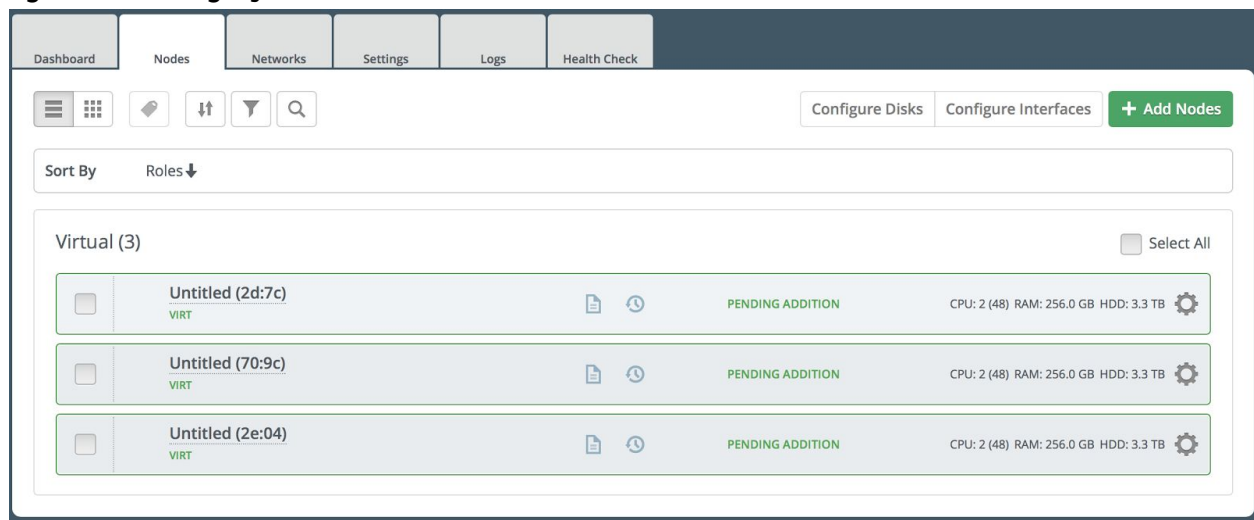 Dashboard Nodes Networks Settings Logs Health Check
Configure Disks Configure Interfaces + Add Nodes
Sort By Roles
Virtual (3) Select All
Untitled (2d:7c)
VIRT
PENDING ADDITION CPU: 2 (48) RAM: 256.0 GB HDD: 3.3 TB
Untitled (70:9c)
VIRT
PENDING ADDITION CPU: 2 (48) RAM: 256.0 GB HDD: 3.3 TB
Untitled (2e:04)
VIRT
PENDING ADDITION CPU: 2 (48) RAM: 256.0 GB HDD: 3.3 TB